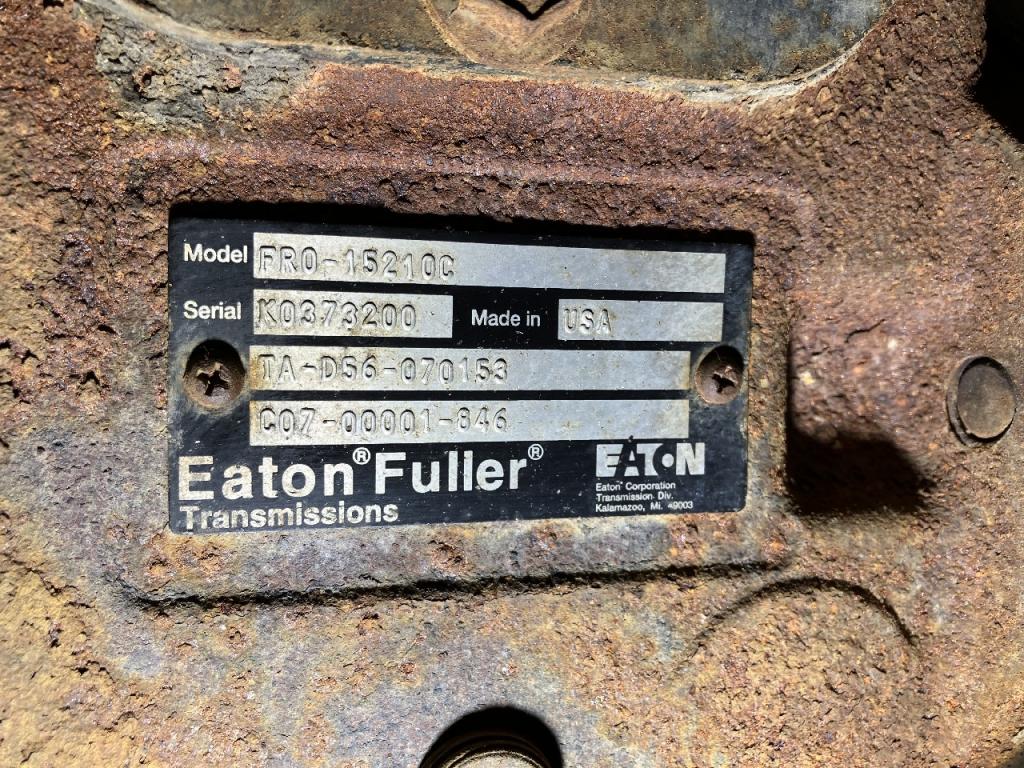 Model FRO-15210C
Serial K0373200 Made in USA
TA-D56-070153
C07-00001-846
Eaton® Fuller®
Transmissions
EATON
Eaton Corporation
Transmission Div.
Kalamazoo, Mi. 49003